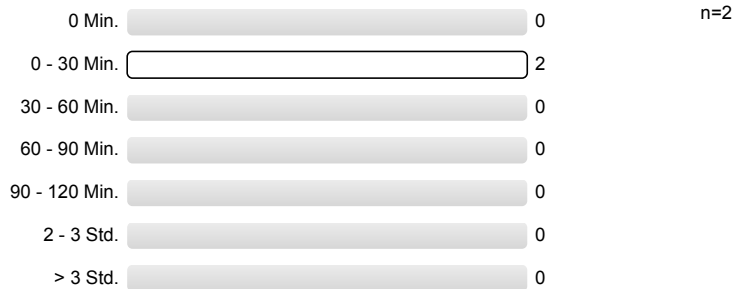 0 Min. 0 n=2
0 - 30 Min. 2
30 - 60 Min. 0
60 - 90 Min. 0
90 - 120 Min. 0
2 - 3 Std. 0
> 3 Std. 0